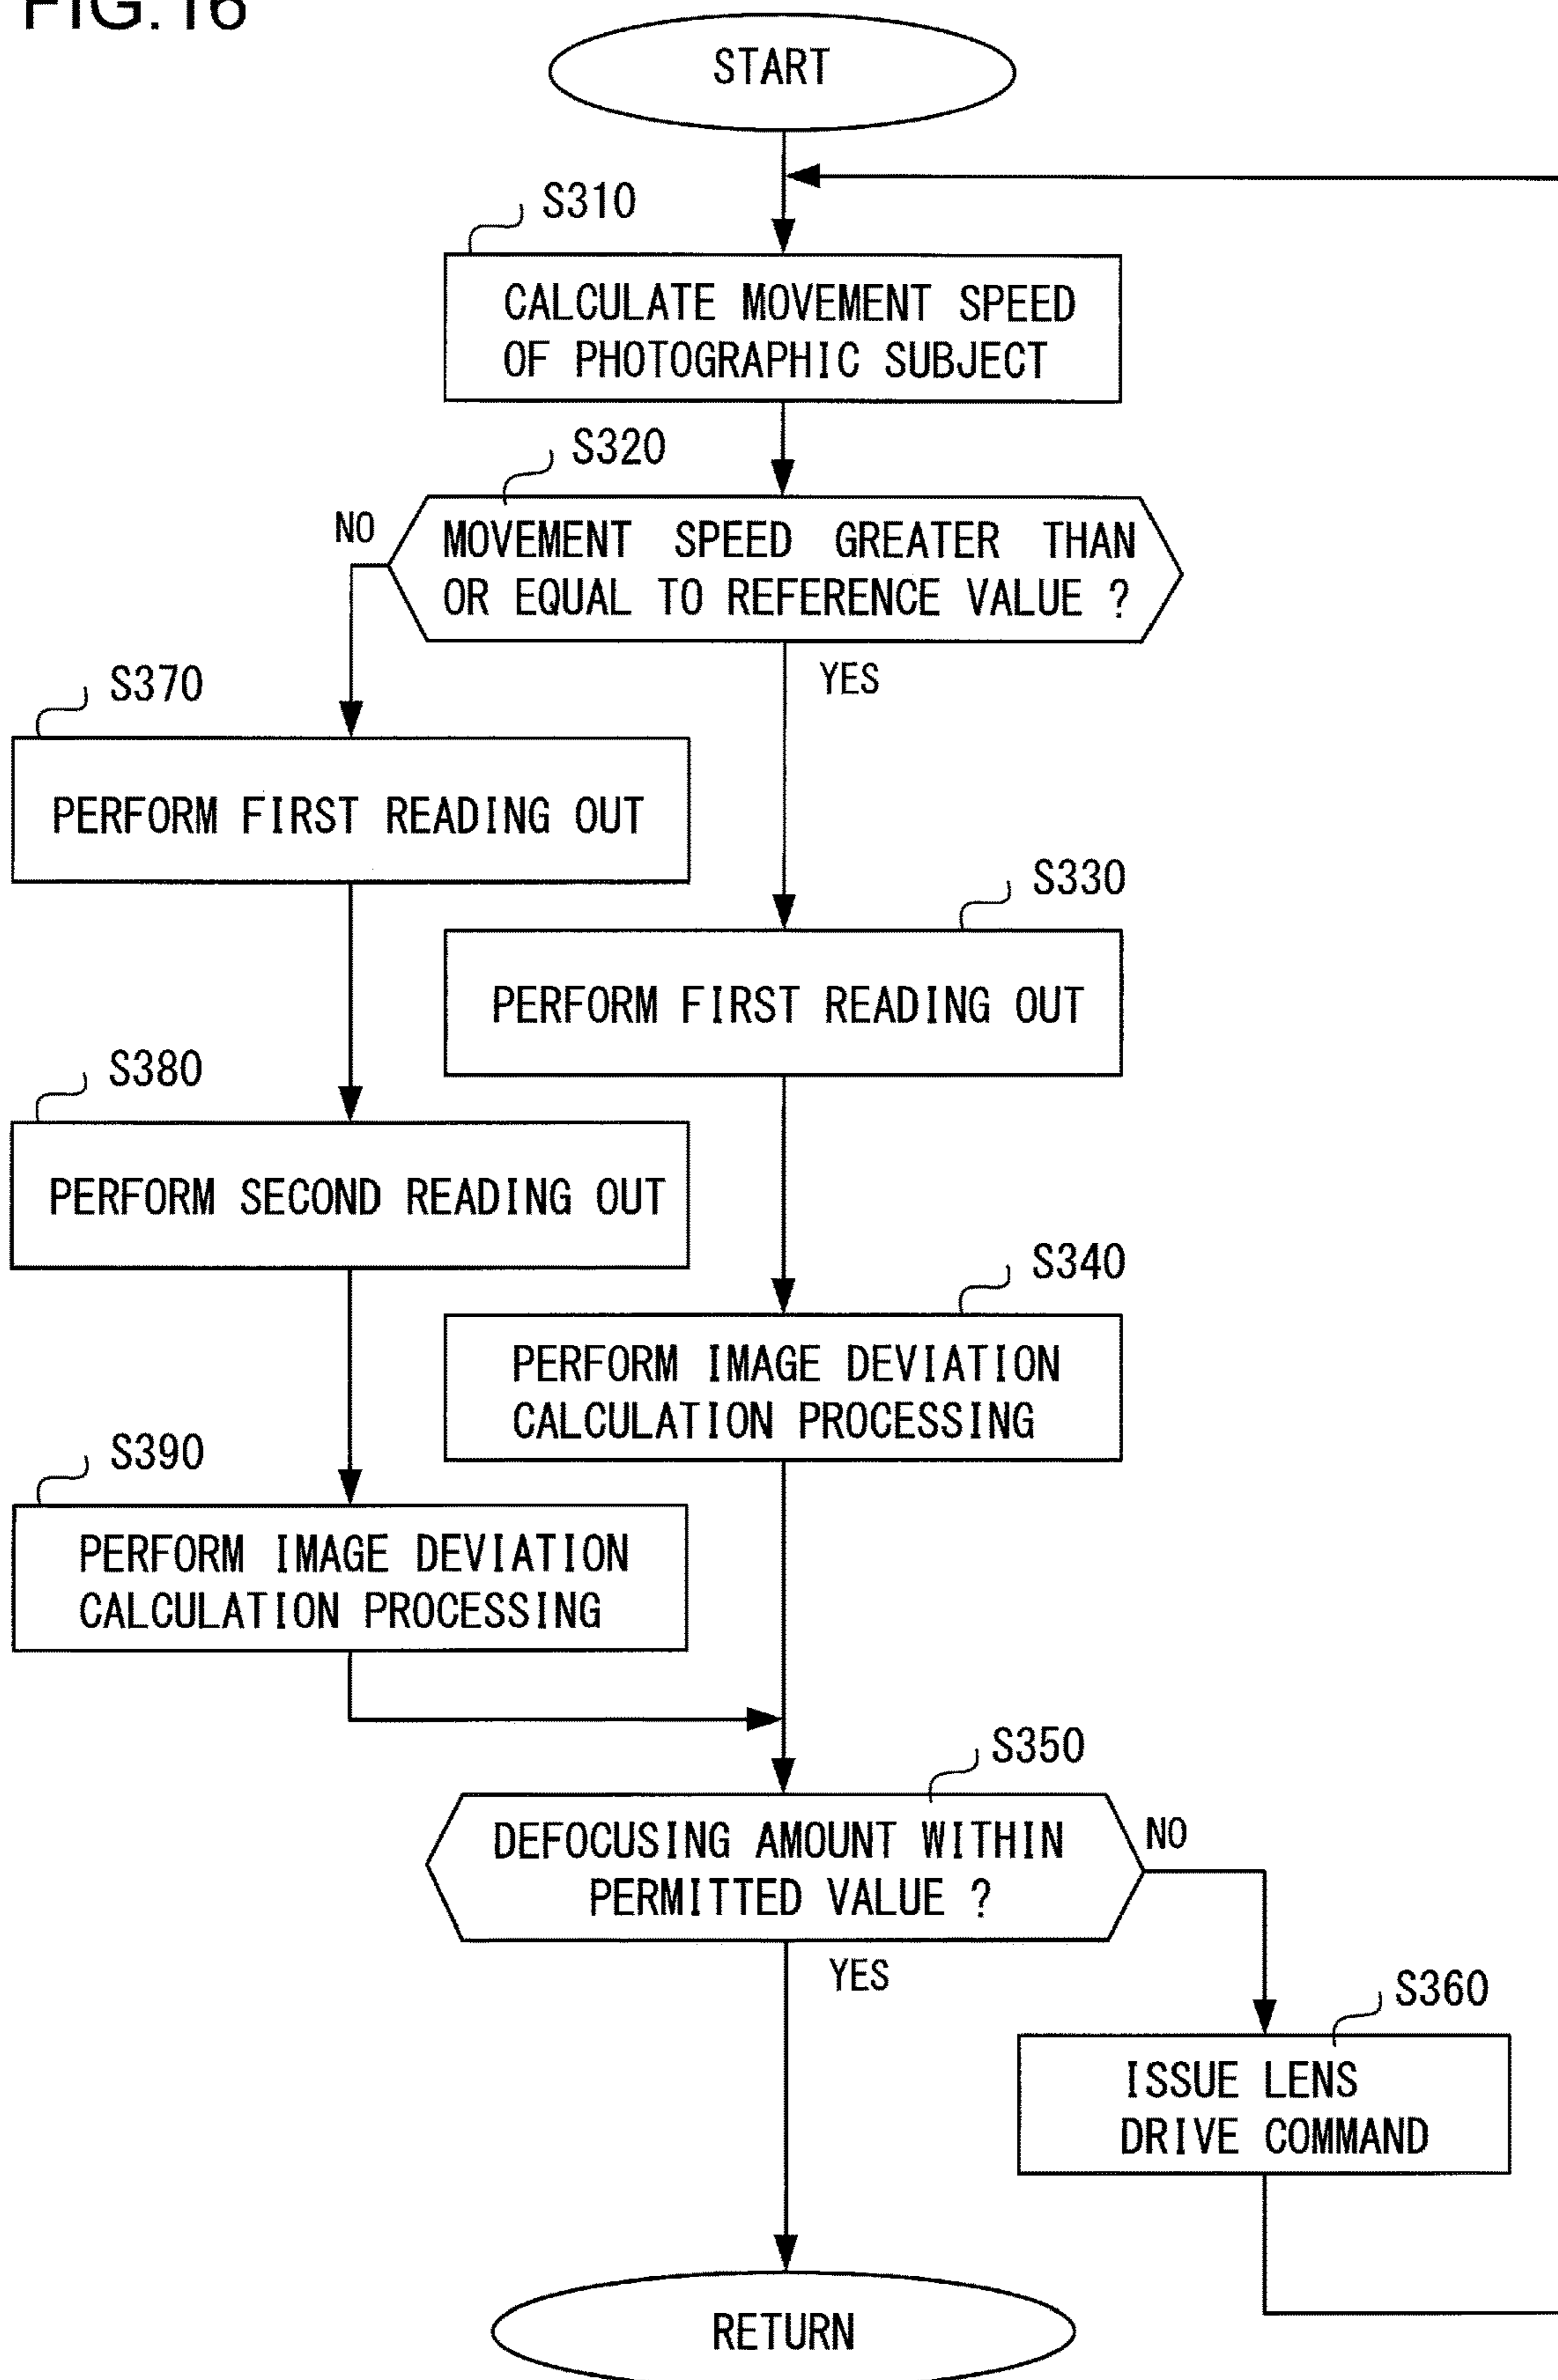 FIG.16
START
S310
CALCULATE MOVEMENT SPEED
OF PHOTOGRAPHIC SUBJECT
S320
NO
MOVEMENT SPEED GREATER THAN
OR EQUAL TO REFERENCE VALUE ?
YES
S370
PERFORM FIRST READING OUT
S330
PERFORM FIRST READING OUT
S380
PERFORM SECOND READING OUT
S340
PERFORM IMAGE DEVIATION
CALCULATION PROCESSING
S390
PERFORM IMAGE DEVIATION
CALCULATION PROCESSING
S350
DEFOCUSING AMOUNT WITHIN
PERMITTED VALUE ?
NO
YES
S360
ISSUE LENS
DRIVE COMMAND
RETURN